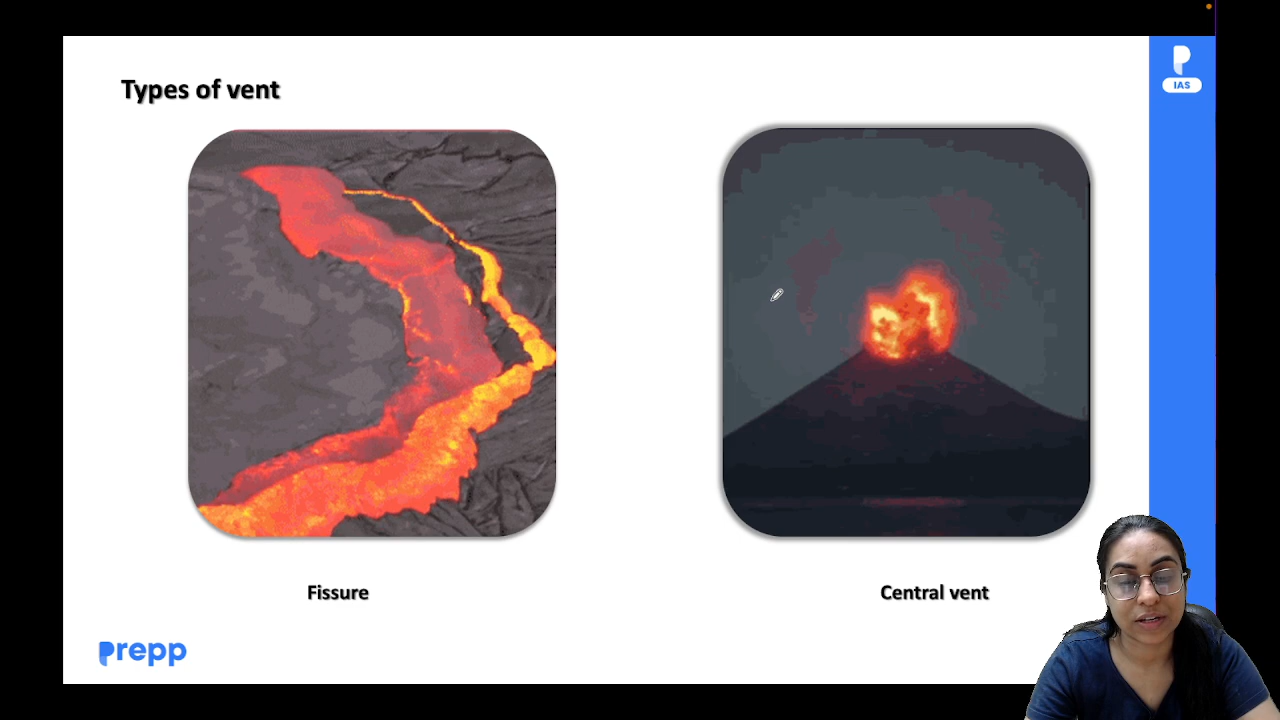 Types of vent
IAS
Fissure
Central vent
prepp